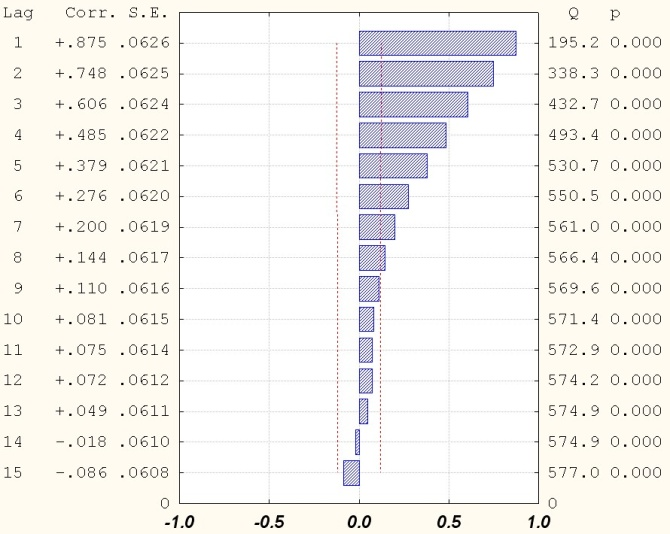 Lag Corr. S.E. Q p
1 +.875 .0626 195.2 0.000
2 +.748 .0625 338.3 0.000
3 +.606 .0624 432.7 0.000
4 +.485 .0622 493.4 0.000
5 +.379 .0621 530.7 0.000
6 +.276 .0620 550.5 0.000
7 +.200 .0619 561.0 0.000
8 +.144 .0617 566.4 0.000
9 +.110 .0616 569.6 0.000
10 +.081 .0615 571.4 0.000
11 +.075 .0614 572.9 0.000
12 +.072 .0612 574.2 0.000
13 +.049 .0611 574.9 0.000
14 -.018 .0610 574.9 0.000
15 -.086 .0608 577.0 0.000
0 0
-1.0 -0.5 0.0 0.5 1.0